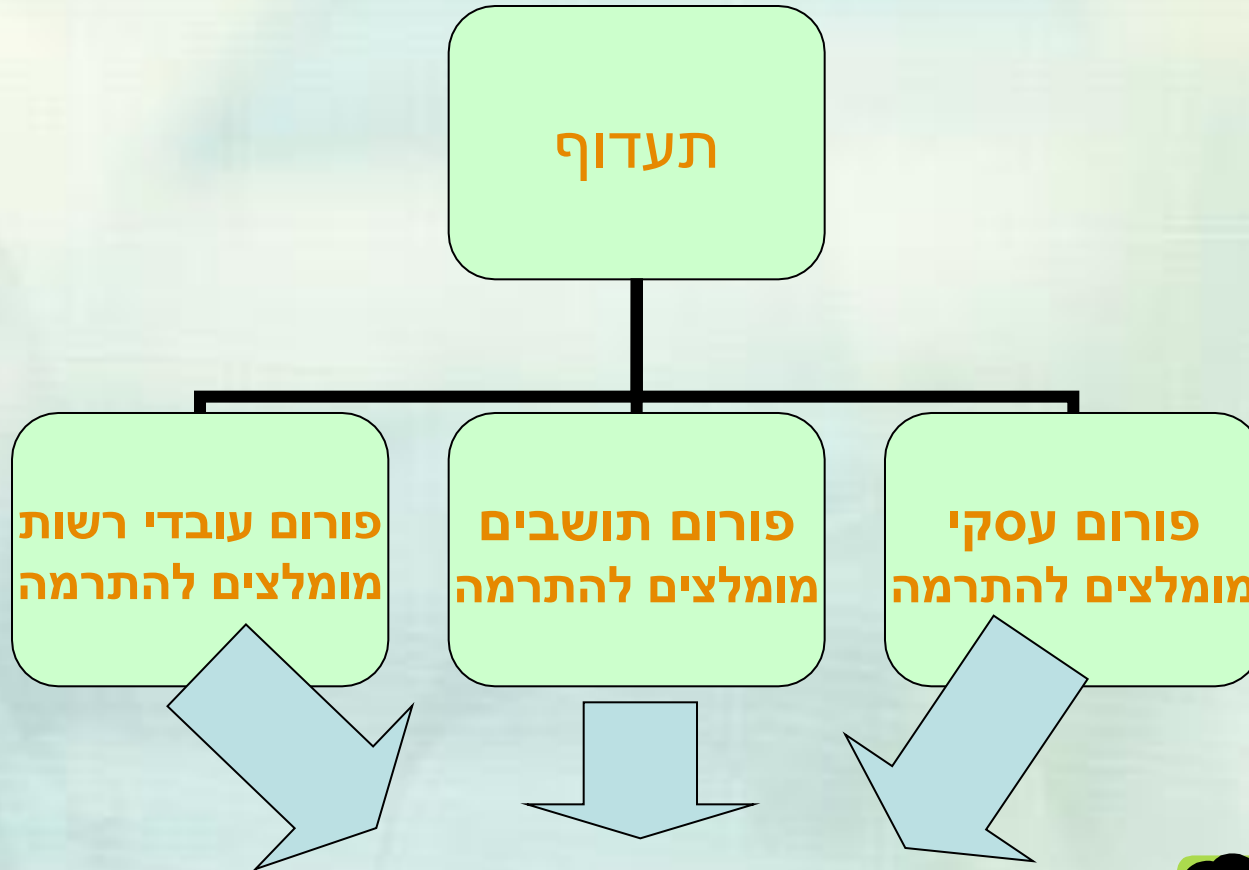 תעדוף
פורום עסקי
מומלצים להתרמה
פורום תושבים
מומלצים להתרמה
פורום עובדי רשות
מומלצים להתרמה